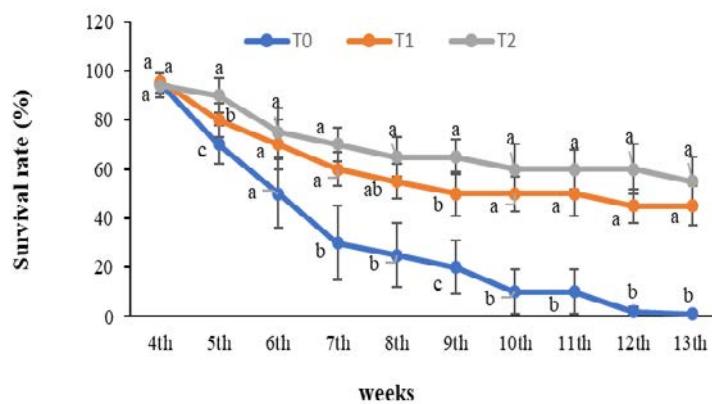 120
T0 T1 T2
100
a a a
a
80
b a
a
60
c a a a a a a a
40
a a ab b a a a a
20
b b c b b b b
0
4th 5th 6th 7th 8th 9th 10th 11th 12th 13th
weeks
Survival rate (%)